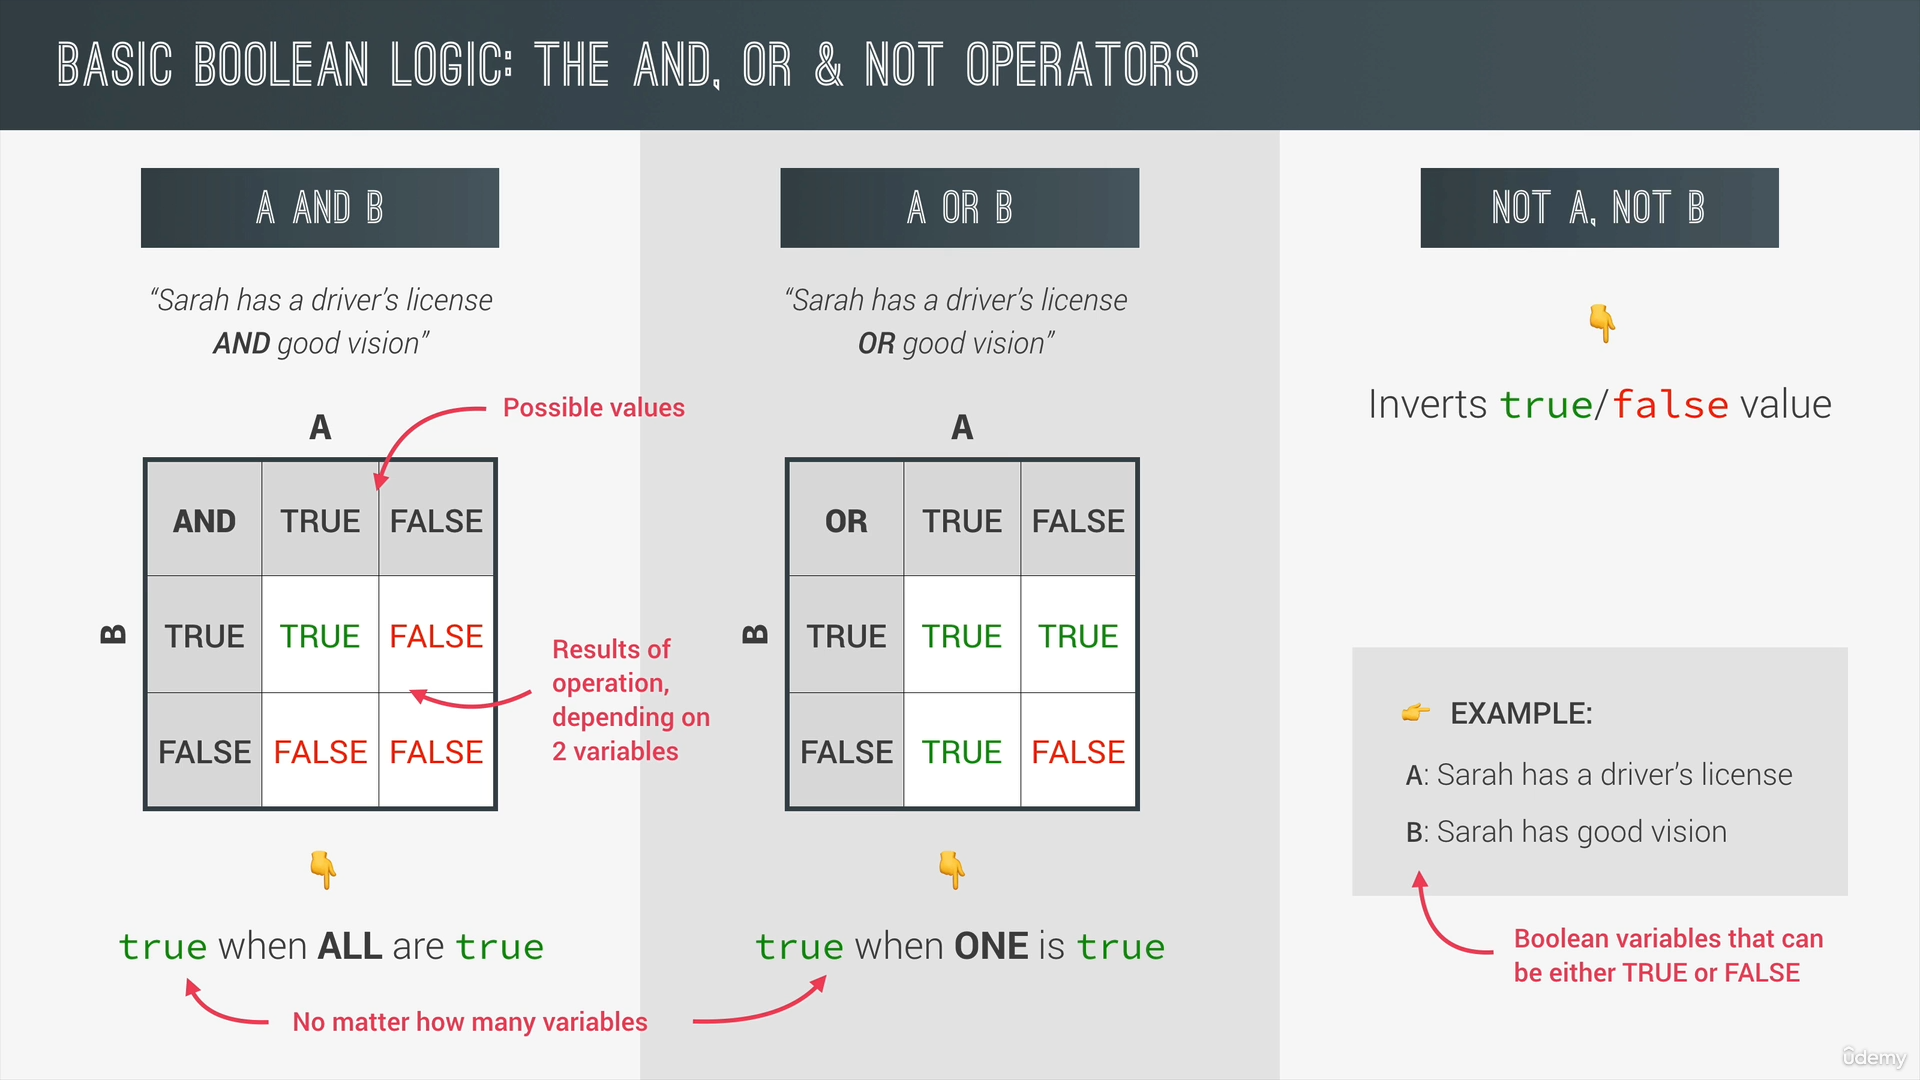 BASIC BOOLEAN LOGIC: THE AND, OR & NOT OPERATORS
A AND B
“Sarah has a driver’s license
AND good vision”
Possible values
A
AND TRUE FALSE
B
TRUE TRUE FALSE
FALSE FALSE FALSE
Results of
operation,
depending on
2 variables
true when ALL are true
No matter how many variables
A OR B
“Sarah has a driver’s license
OR good vision”
A
OR TRUE FALSE
B
TRUE TRUE TRUE
FALSE TRUE FALSE
true when ONE is true
NOT A, NOT B
Inverts true/false value
EXAMPLE:
A: Sarah has a driver’s license
B: Sarah has good vision
Boolean variables that can
be either TRUE or FALSE
ûdemy